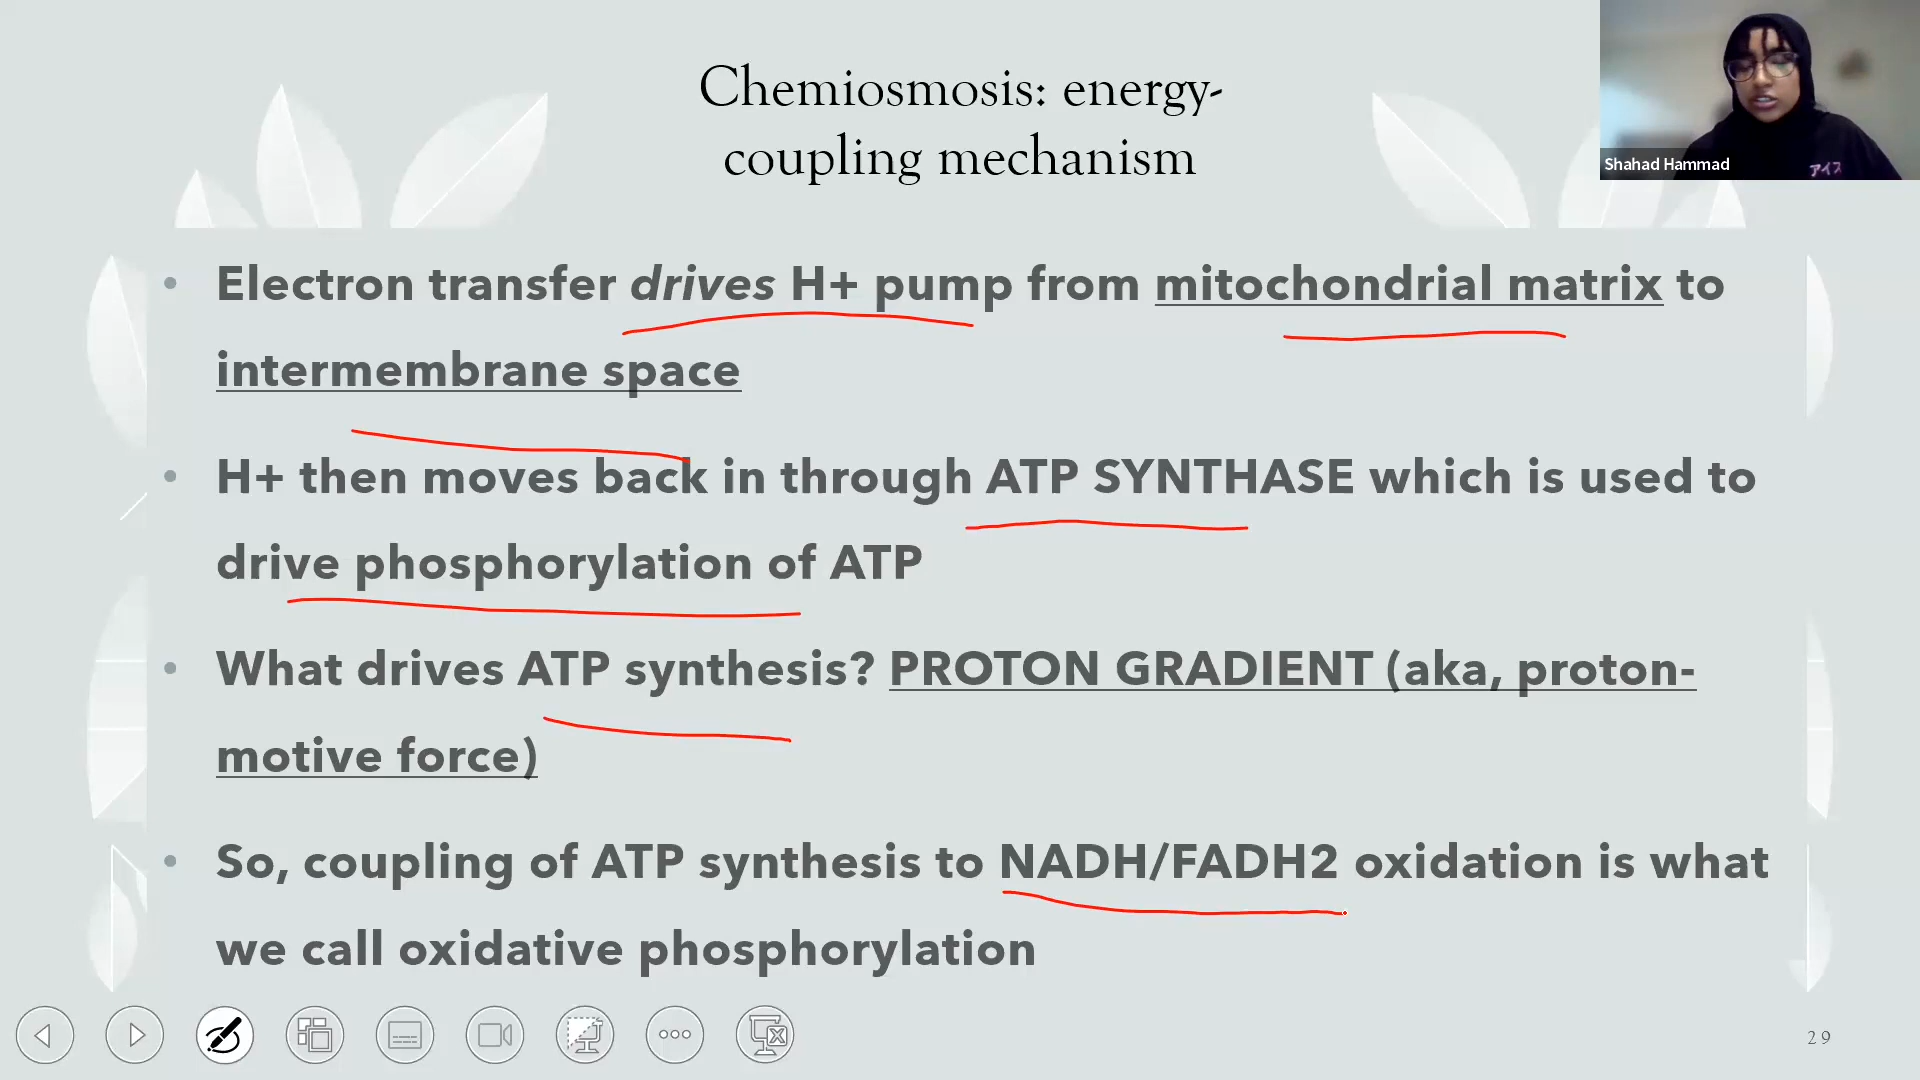 Chemiosmosis: energy-
coupling mechanism
Shahad Hammad
アイス
• Electron transfer drives H+ pump from mitochondrial matrix to
intermembrane space
• H+ then moves back in through ATP SYNTHASE which is used to
drive phosphorylation of ATP
• What drives ATP synthesis? PROTON GRADIENT (aka, proton-
motive force)
• So, coupling of ATP synthesis to NADH/FADH2 oxidation is what
we call oxidative phosphorylation
29